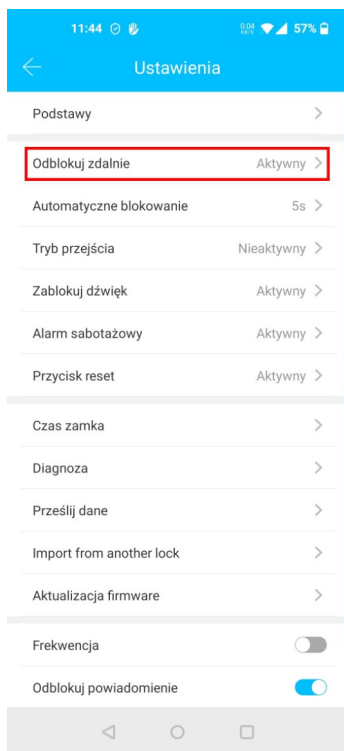 11:44 0.04 KB/S 57%
Ustawienia
Podstawy
Odblokuj zdalnie Aktywny
Automatyczne blokowanie 5s
Tryb przejścia Nieaktywny
Zablokuj dźwięk Aktywny
Alarm sabotażowy Aktywny
Przycisk reset Aktywny
Czas zamka
Diagnoza
Prześlij dane
Import from another lock
Aktualizacja firmware
Frekwencja
Odblokuj powiadomienie